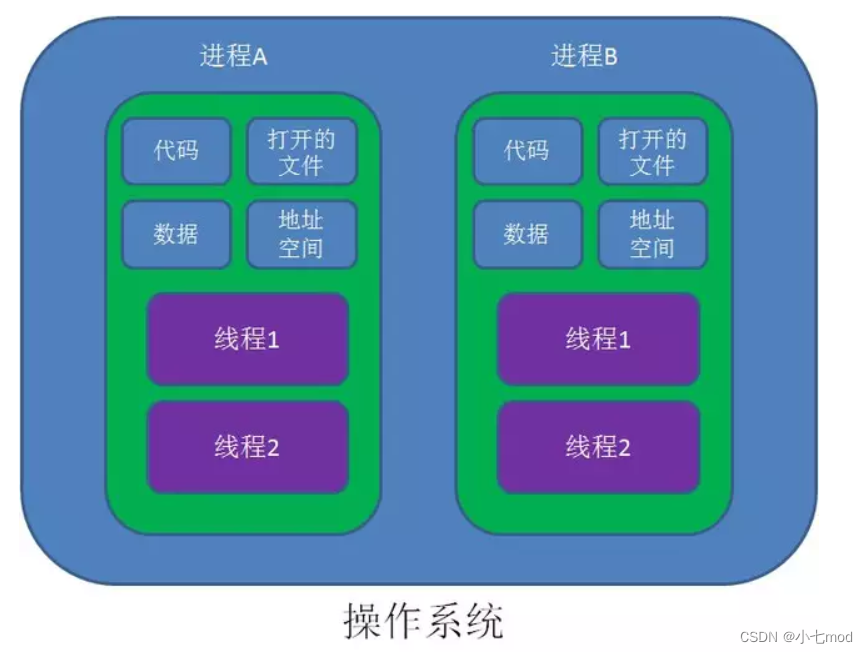 进程A
进程B
代码
打开的
文件
代码
打开的
文件
数据
地址
空间
数据
地址
空间
线程1
线程1
线程2
线程2
操作系统
CSDN @小七mod